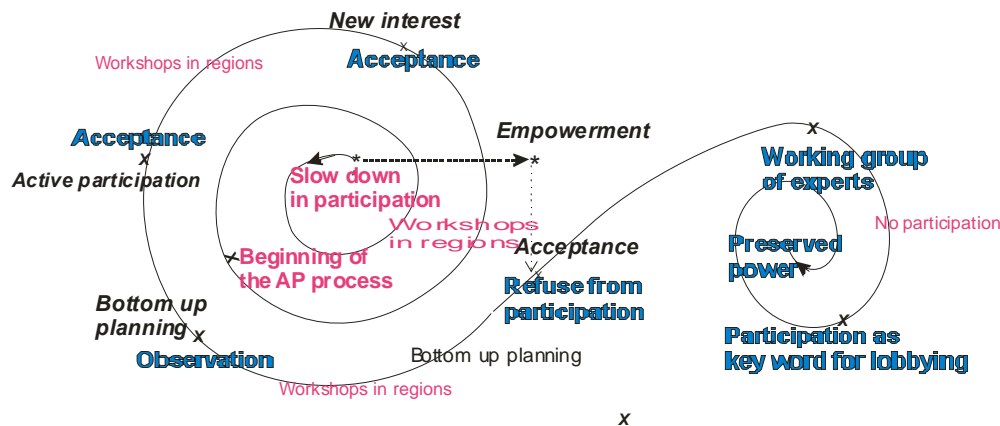 New interest
x
Acceptance
Workshops in regions
Acceptance
x
Active participation
Empowerment
*
*
Slow down
in participation
Workshops
in regions
Acceptance
Refuse from
participation
x
Beginning of
the AP process
Bottom up
planning
x
Observation
Bottom up planning
Workshops in regions
x
x
Working group
of experts
No participation
Preserved
power
x
Participation as
key word for lobbying